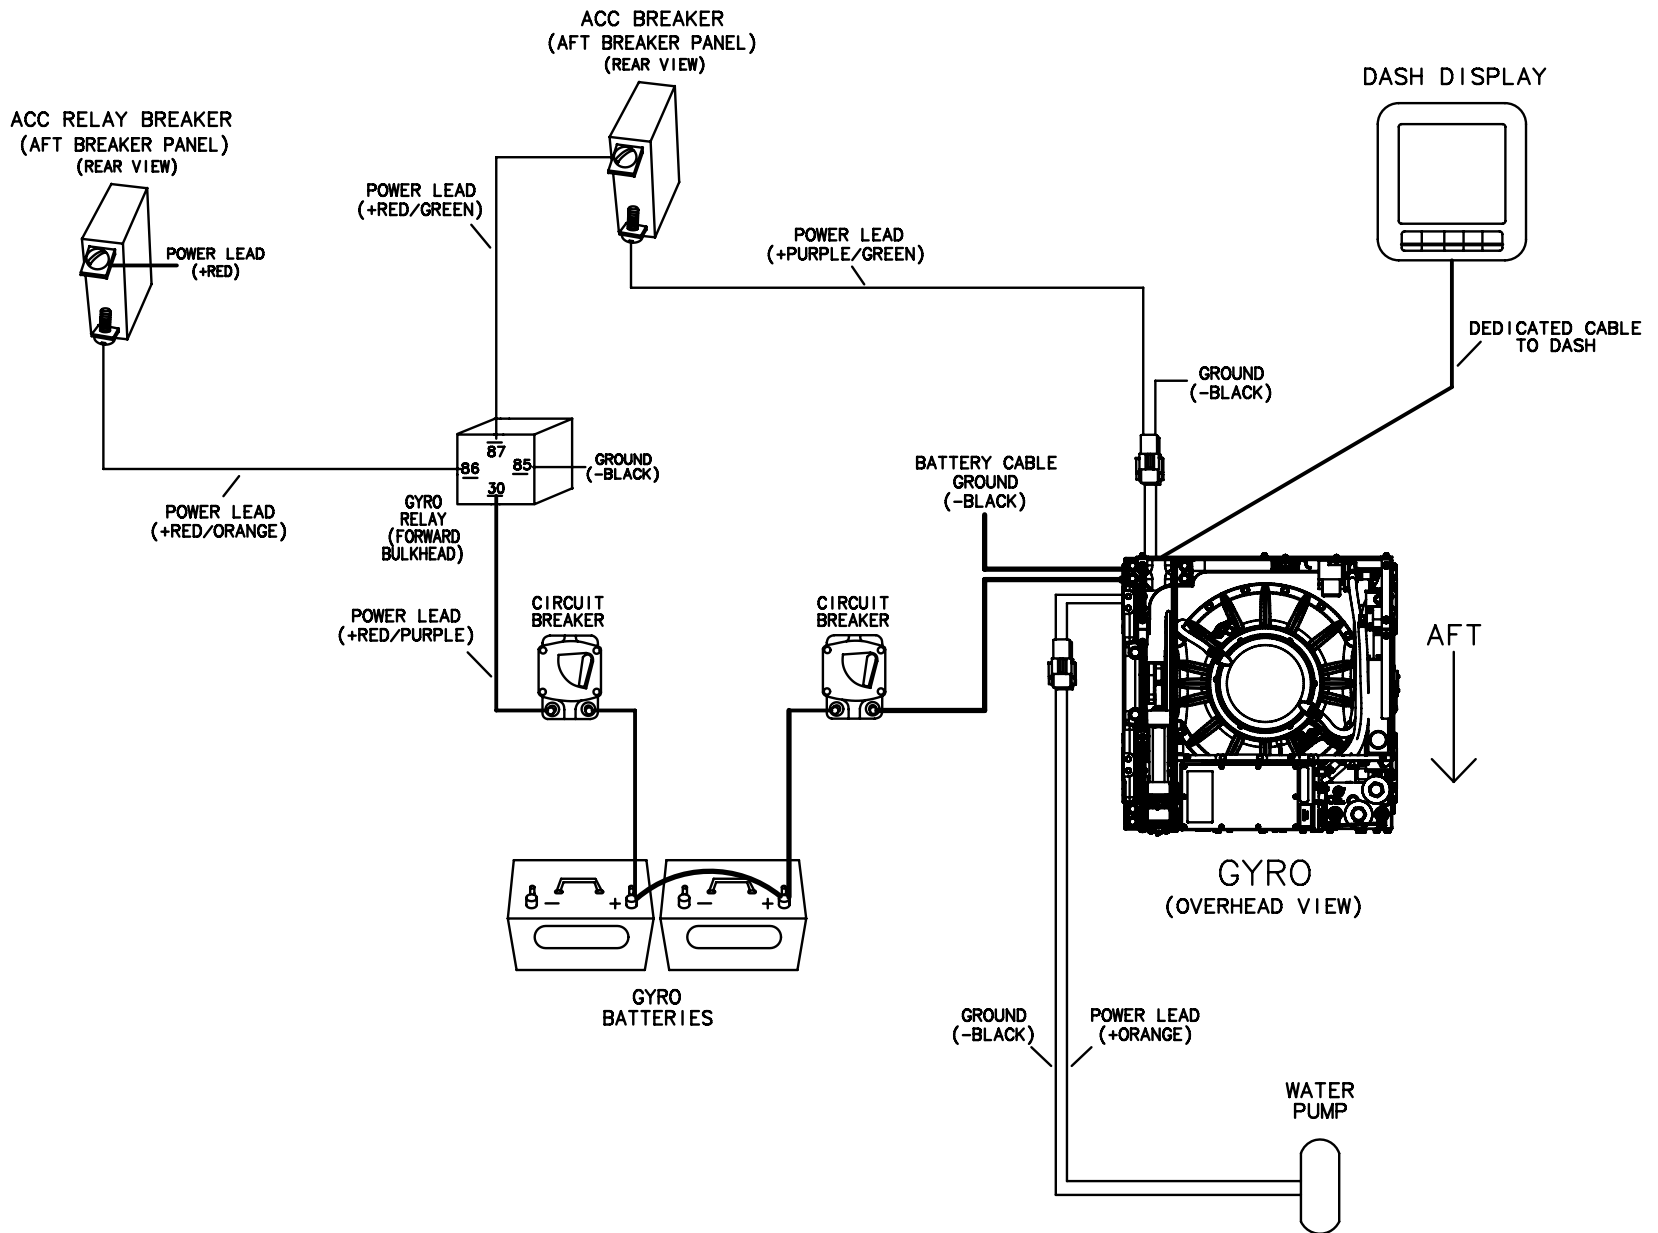 ACC BREAKER
(AFT BREAKER PANEL)
(REAR VIEW)
DASH DISPLAY
ACC RELAY BREAKER
(AFT BREAKER PANEL)
(REAR VIEW)
POWER LEAD
(+RED/GREEN)
POWER LEAD
(+PURPLE/GREEN)
POWER LEAD
(+RED)
DEDICATED CABLE
TO DASH
GROUND
(-BLACK)
87
86
85
30
GROUND
(-BLACK)
BATTERY CABLE
GROUND
(-BLACK)
POWER LEAD
(+RED/ORANGE)
GYRO
RELAY
(FORWARD
BULKHEAD)
CIRCUIT
BREAKER
CIRCUIT
BREAKER
POWER LEAD
(+RED/PURPLE)
AFT
GYRO
(OVERHEAD VIEW)
- +
- +
GYRO
BATTERIES
GROUND
(-BLACK)
POWER LEAD
(+ORANGE)
WATER
PUMP